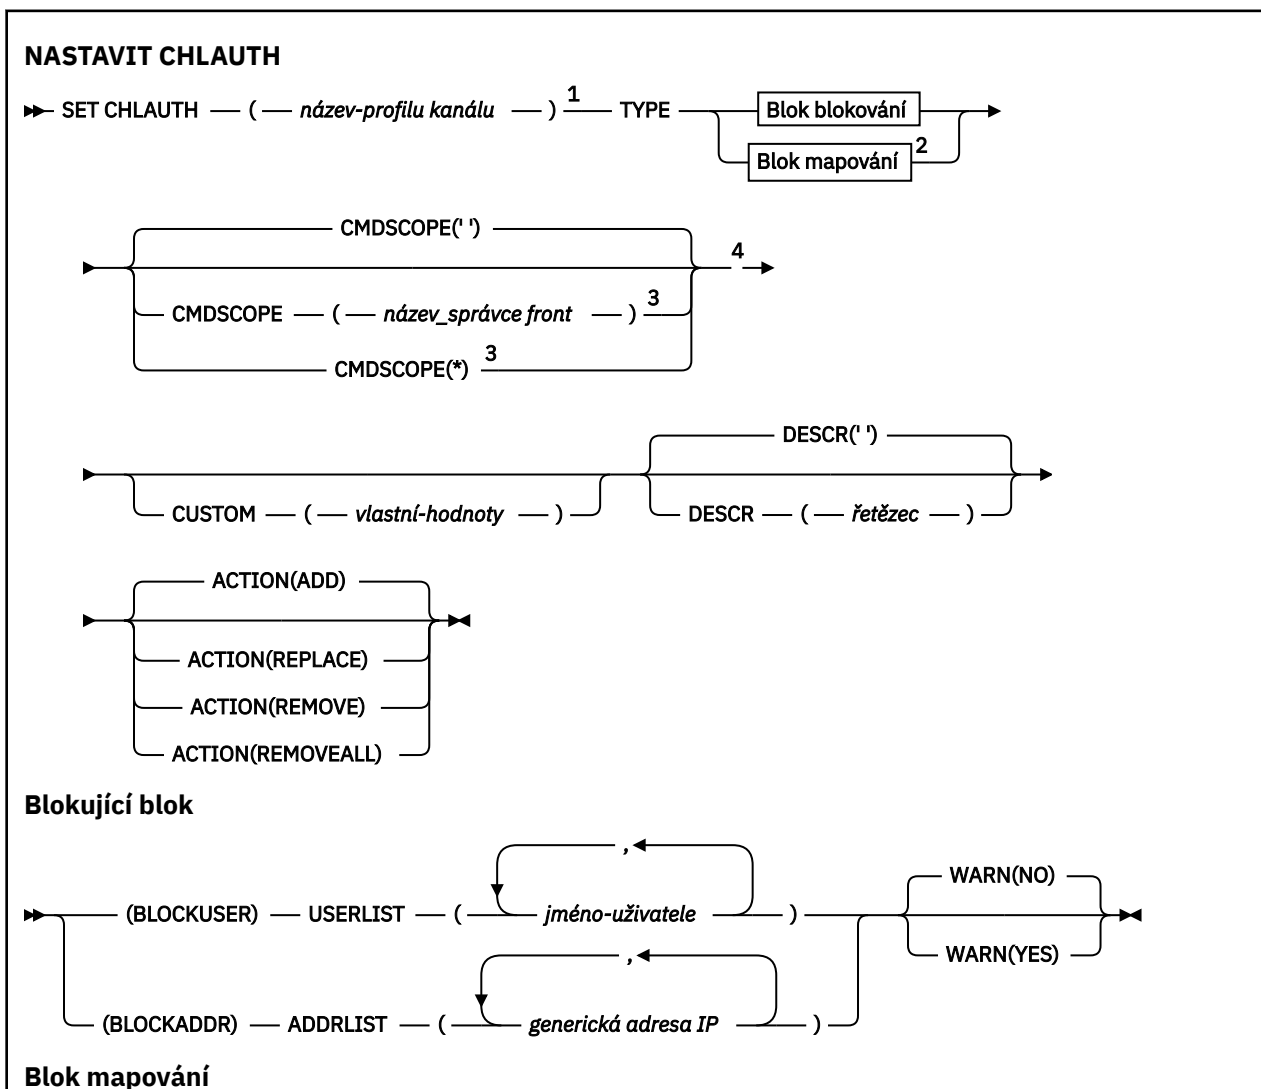 NASTAVIT CHLAUTH
SET CHLAUTH ( název-profilu kanálu ) 1 TYPE Blok blokování
Blok mapování 2
CMDSCOPE(' ')
4
CMDSCOPE ( název_správce front ) 3
CMDSCOPE(*) 3
DESCR(' ')
CUSTOM ( vlastní-hodnoty ) DESCR ( řetězec )
ACTION(ADD)
ACTION(REPLACE)
ACTION(REMOVE)
ACTION(REMOVEALL)
Blokující blok
,
WARN(NO)
(BLOCKUSER) USERLIST ( jméno-uživatele )
WARN(YES)
,
(BLOCKADDR) ADDRLIST ( generická adresa IP )
Blok mapování